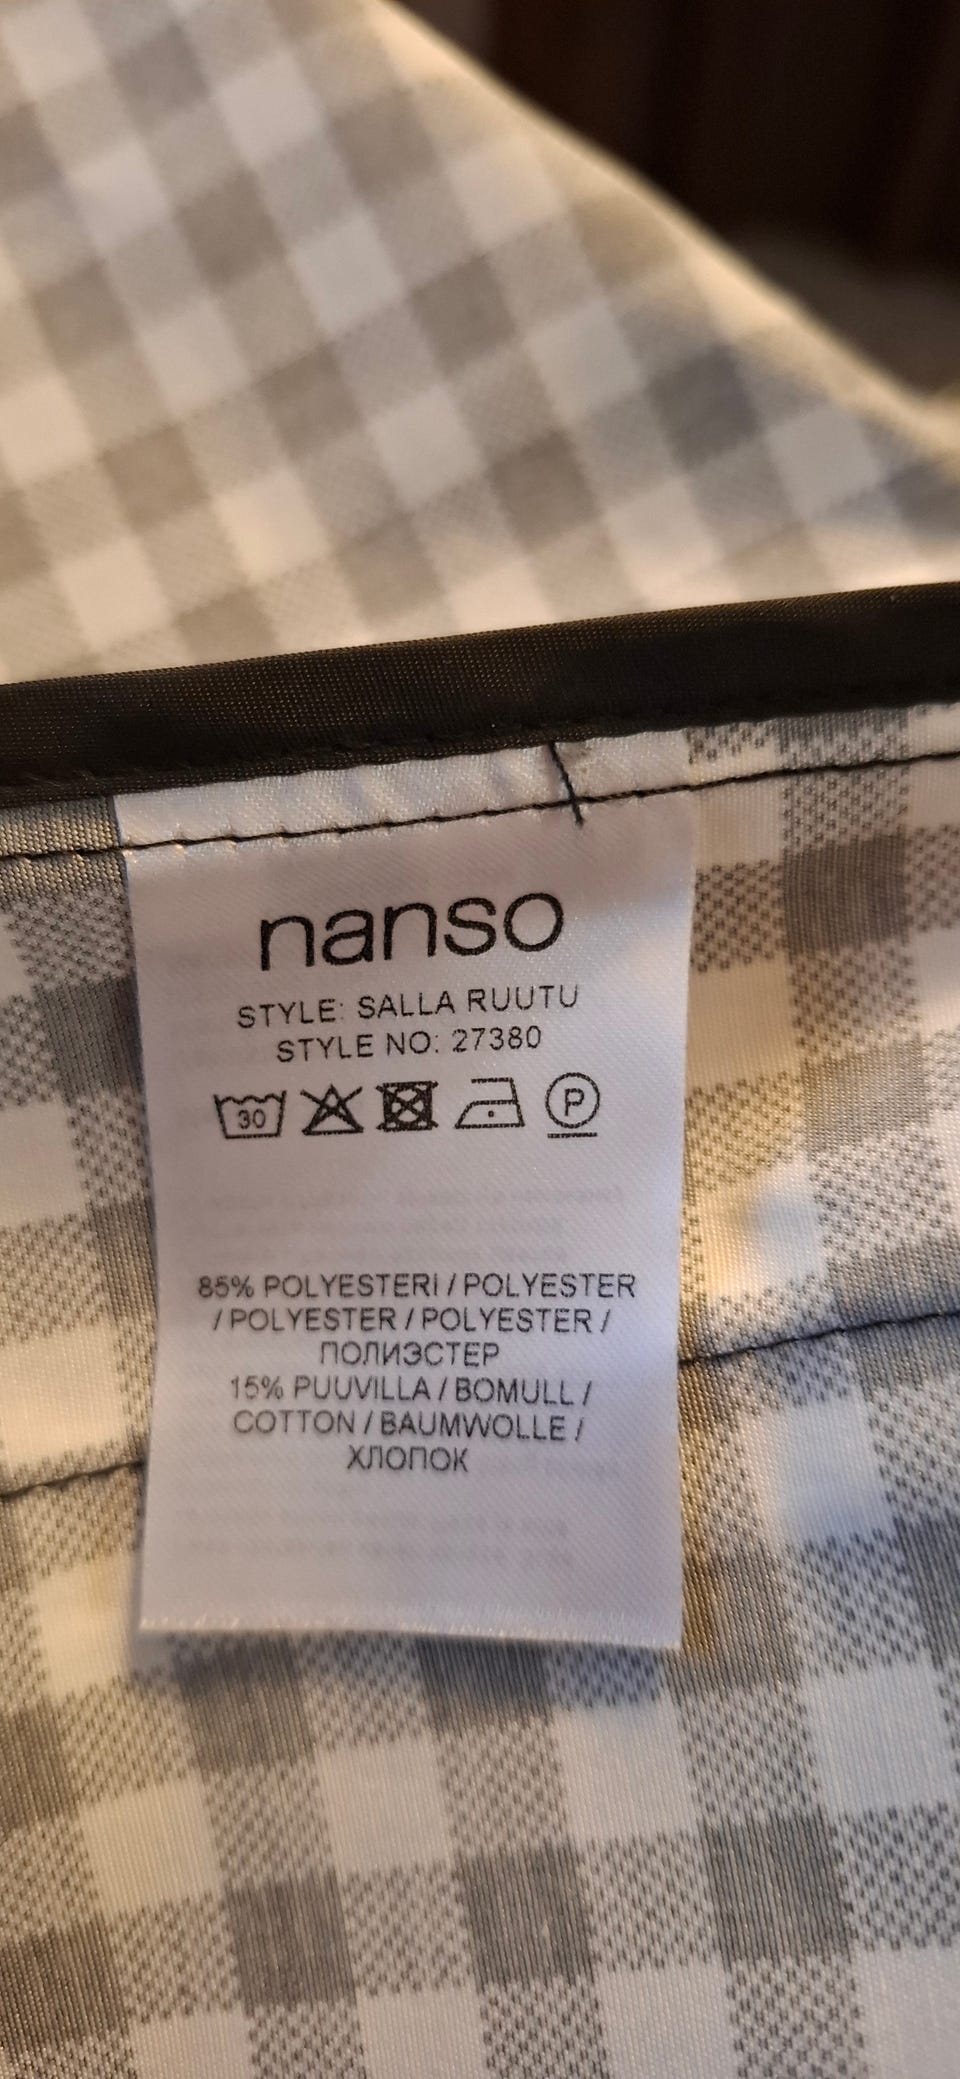 nanso
STYLE: SALLA RUUTU
STYLE NO: 27380
30 P
85% POLYESTERI / POLYESTER
/ POLYESTER / POLYESTER /
ПОЛИЭСТЕР
15% PUUVILLA / BOMULL /
COTTON / BAUMWOLLE /
ХЛОПОК